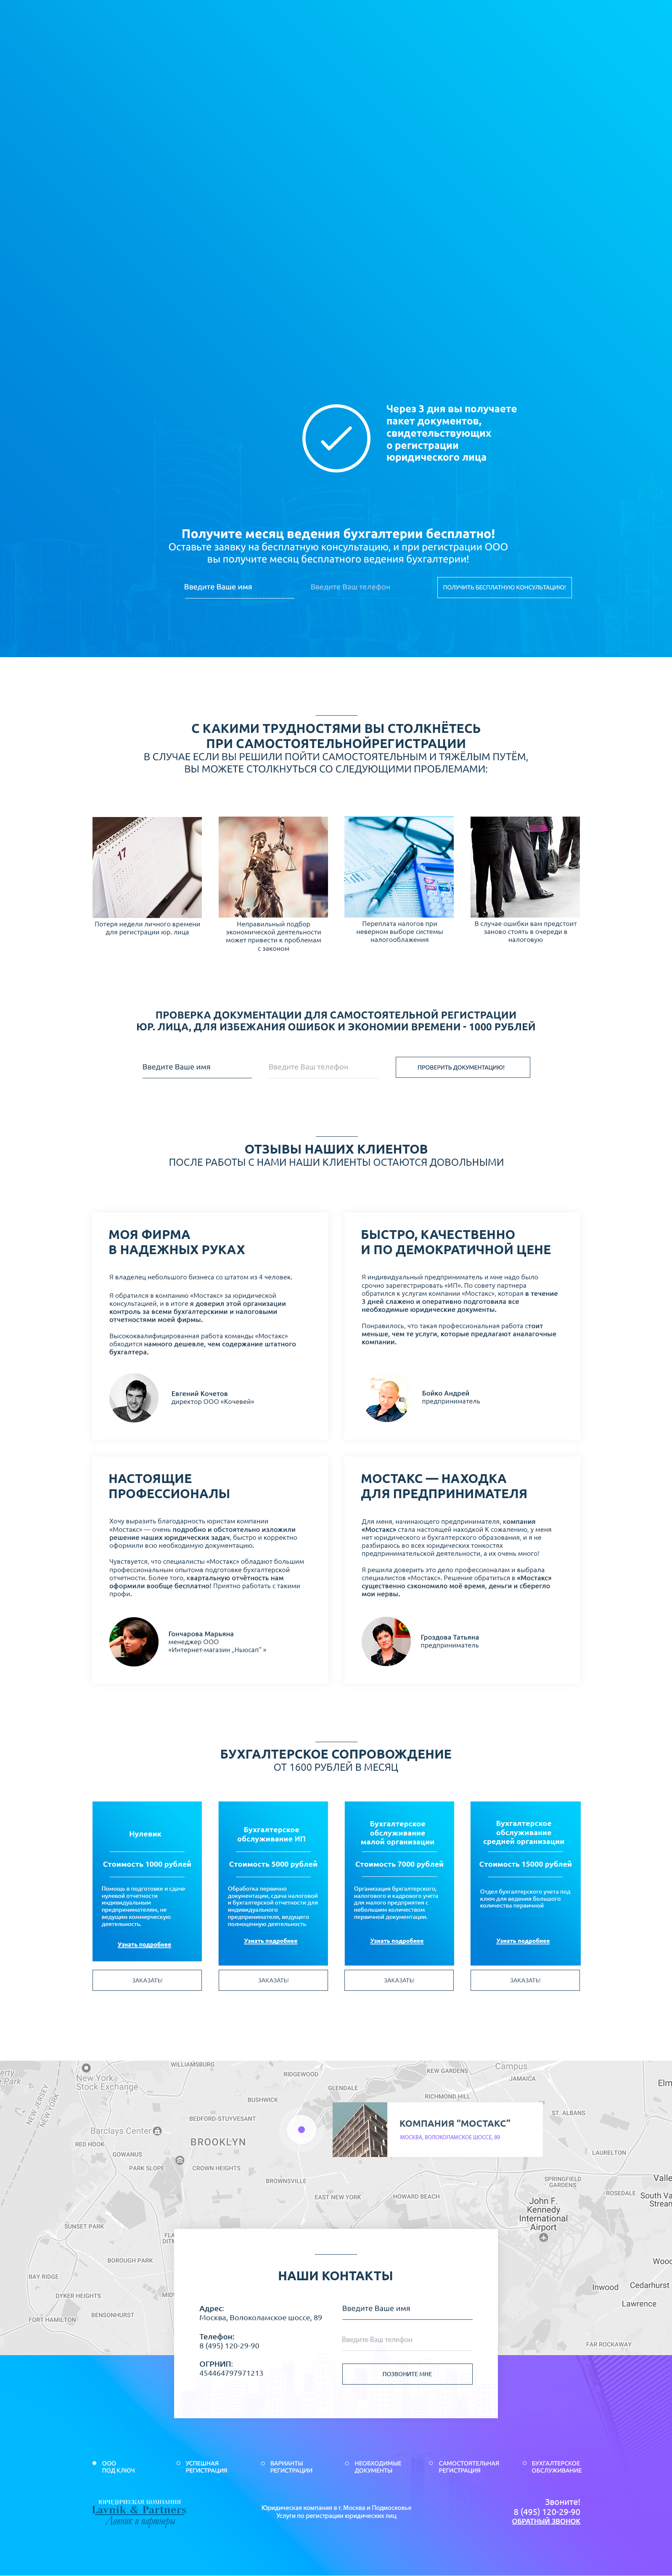 Через 3 дня вы получаете
пакет документов,
свидетельствующих
о регистрации
юридического лица
Получите месяц ведения бухгалтерии бесплатно!
Оставьте заявку на бесплатную консультацию, и при регистрации ООО
вы получите месяц бесплатного ведения бухгалтерии!
Введите Ваше имя
Введите Ваш телефон
ПОЛУЧИТЬ БЕСПЛАТНУЮ КОНСУЛЬТАЦИЮ!
С КАКИМИ ТРУДНОСТЯМИ ВЫ СТОЛКНЁТЕСЬ
ПРИ САМОСТОЯТЕЛЬНОЙРЕГИСТРАЦИИ
В СЛУЧАЕ ЕСЛИ ВЫ РЕШИЛИ ПОЙТИ САМОСТОЯТЕЛЬНЫМ И ТЯЖЁЛЫМ ПУТЁМ,
ВЫ МОЖЕТЕ СТОЛКНУТЬСЯ СО СЛЕДУЮЩИМИ ПРОБЛЕМАМИ:
17
Потеря недели личного времени
для регистрации юр. лица
Неправильный подбор
экономической деятельности
может привести к проблемам
с законом
Переплата налогов при
неверном выборе системы
налогооблажения
В случае ошибки вам предстоит
заново стоять в очереди в
налоговую
ПРОВЕРКА ДОКУМЕНТАЦИИ ДЛЯ САМОСТОЯТЕЛЬНОЙ РЕГИСТРАЦИИ
ЮР. ЛИЦА, ДЛЯ ИЗБЕЖАНИЯ ОШИБОК И ЭКОНОМИИ ВРЕМЕНИ - 1000 РУБЛЕЙ
Введите Ваше имя
Введите Ваш телефон
ПРОВЕРИТЬ ДОКУМЕНТАЦИЮ!
ОТЗЫВЫ НАШИХ КЛИЕНТОВ
ПОСЛЕ РАБОТЫ С НАМИ НАШИ КЛИЕНТЫ ОСТАЮТСЯ ДОВОЛЬНЫМИ
МОЯ ФИРМА
В НАДЕЖНЫХ РУКАХ
Я владелец небольшого бизнеса со штатом из 4 человек.
Я обратился в компанию «Мостакс» за юридической
консультацией, и в итоге я доверил этой организации
контроль за всеми бухгалтерскими и налоговыми
отчетностями моей фирмы.
Высококвалифицированная работа команды «Мостакс»
обходится намного дешевле, чем содержание штатного
бухгалтера.
Евгений Кочетов
директор ООО «Кочевей»
БЫСТРО, КАЧЕСТВЕННО
И ПО ДЕМОКРАТИЧНОЙ ЦЕНЕ
Я индивидуальный предприниматель и мне надо было
срочно зарегестрировать «ИП». По совету партнера
обратился к услугам компании «Мостакс», которая в течение
3 дней слажено и оперативно подготовила все
необходимые юридические документы.
Понравилось, что такая профессиональная работа стоит
меньше, чем те услуги, которые предлагают аналагочные
компании.
Бойко Андрей
предприниматель
НАСТОЯЩИЕ
ПРОФЕССИОНАЛЫ
Хочу выразить благодарность юристам компании
«Мостакс» — очень подробно и обстоятельно изложили
решение наших юридических задач, быстро и корректно
оформили всю необходимую документацию.
Чувствуется, что специалисты «Мостакс» обладают большим
профессиональным опытомв подготовке бухгалтерской
отчетности. Более того, квартальную отчётность нам
оформили вообще бесплатно! Приятно работать с такими
профи.
Гончарова Марьяна
менеджер ООО
«Интернет-магазин „Ньюсап“ »
МОСТАКС — НАХОДКА
ДЛЯ ПРЕДПРИНИМАТЕЛЯ
Для меня, начинающего предпринимателя, компания
«Мостакс» стала настоящей находкой К сожалению, у меня
нет юридического и бухгалтерского образования, и я не
разбираюсь во всех юридических тонкостях
предпринимательской деятельности, а их очень много!
Я решила доверить это дело профессионалам и выбрала
специалистов «Мостакс». Решение обратиться в «Мостакс»
существенно сэкономило моё время, деньги и сберегло
мои нервы.
Гроздова Татьяна
предприниматель
БУХГАЛТЕРСКОЕ СОПРОВОЖДЕНИЕ
ОТ 1600 РУБЛЕЙ В МЕСЯЦ
Нулевик
Стоимость 1000 рублей
Помощь в подготовке и сдаче
нулевой отчетности
индивидуальным
предпринимателям, не
ведущим коммерческую
деятельность.
Узнать подробнее
ЗАКАЗАТЬ!
Бухгалтерское
обслуживание ИП
Стоимость 5000 рублей
Обработка первично
документации, сдача налоговой
и бухгалтерской отчетности для
индивидуального
предпринимателя, ведущего
полноценную деятельность
Узнать подробнее
ЗАКАЗАТЬ!
Бухгалтерское
обслуживание
малой организации
Стоимость 7000 рублей
Организация бухгалтерского,
налогового и кадрового учета
для малого предприятия с
небольшим количеством
первичной документации.
Узнать подробнее
ЗАКАЗАТЬ!
Бухгалтерское
обслуживание
средней организации
Стоимость 15000 рублей
Отдел бухгалтерского учета под
ключ для ведения большого
количества первичной
Узнать подробнее
ЗАКАЗАТЬ!
WILLIAMSBURG
New York
Stock Exchange
NEW JERSEY
NEW YORK
RIDGEWOOD
GLENDALE
KEW GARDENS
Campus
JAMAICA
Elm
BUSHWICK
RICHMOND HILL
BEDFORD-STUYVESANT
ST. ALBANS
Barclays Center
RED HOOK
BROOKLYN
GOWANUS
PARK SLOPE
CROWN HEIGHTS
КОМПАНИЯ “МОСТАКС”
МОСКВА, ВОЛОКОЛАМСКОЕ ШОССЕ, 89
LAURELTON
BROWNSVILLE
EAST NEW YORK
HOWARD BEACH
SPRINGFIELD
GARDENS
ROSEDALE
Valle
South Va
Stream
John F.
Kennedy
International
Airport
SUNSET PARK
BOROUGH PARK
BAY RIDGE
DYKER HEIGHTS
BENSONHURST
FORT HAMILTON
Wood
Inwood
Cedarhurst
Lawrence
FAR ROCKAWAY
НАШИ КОНТАКТЫ
Адрес:
Москва, Волоколамское шоссе, 89
Телефон:
8 (495) 120-29-90
ОГРНИП:
454464797971213
Введите Ваше имя
Введите Ваш телефон
ПОЗВОНИТЕ МНЕ
ООО
ПОД КЛЮЧ
УСПЕШНАЯ
РЕГИСТРАЦИЯ
ВАРИАНТЫ
РЕГИСТРАЦИИ
НЕОБХОДИМЫЕ
ДОКУМЕНТЫ
САМОСТОЯТЕЛЬНАЯ
РЕГИСТРАЦИЯ
БУХГАЛТЕРСКОЕ
ОБСЛУЖИВАНИЕ
ЮРИДИЧЕСКАЯ КОМПАНИЯ
Lavnik & Partners
Лавник и партнеры
Юридическая компания в г. Москва и Подмосковье
Услуги по регистрации юридических лиц
Звоните!
8 (495) 120-29-90
ОБРАТНЫЙ ЗВОНОК